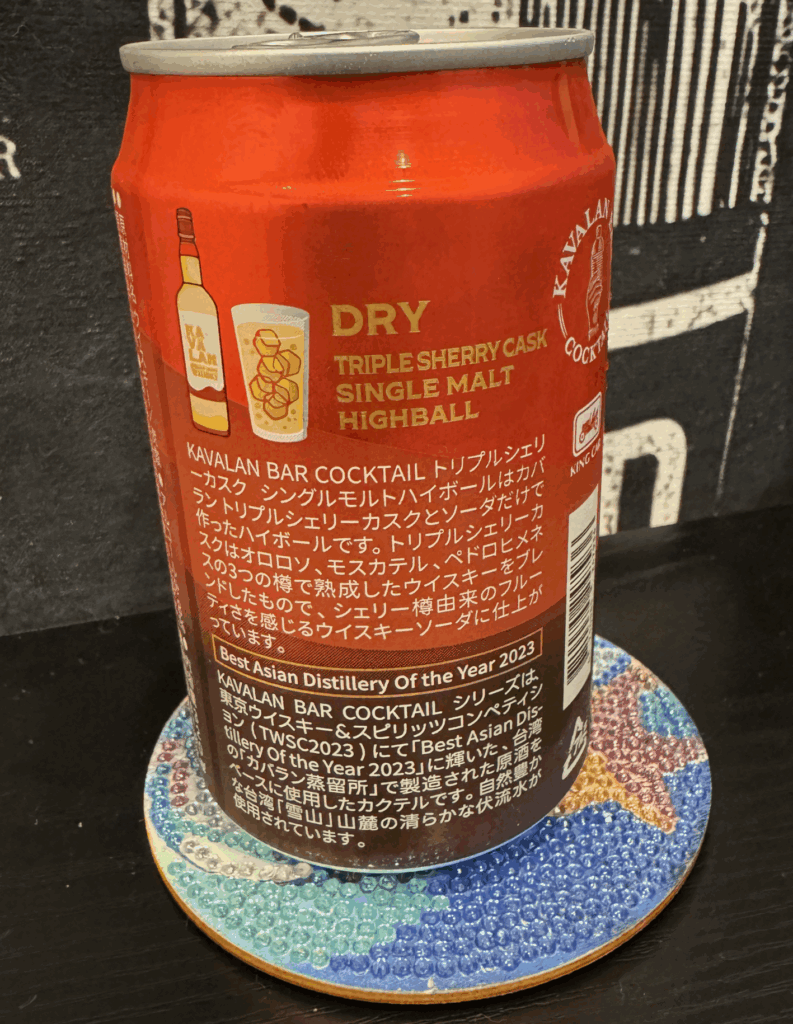 KA
VA
LAN
DRY
TRIPLE SHERRY CASK
SINGLE MALT
HIGHBALL
KAVALAN
COCKTAIL
KING CAR
KAVALAN BAR COCKTAIL トリプルシェリ
ーカスク シングルモルトハイボールはカバ
ラントリプルシェリーカスクとソーダだけで
作ったハイボールです。トリプルシェリーカ
スクはオロロソ、モスカテル、ペドロヒメネ
スの3つの樽で熟成したウイスキーをブレ
ンドしたもので、シェリー樽由来のフルー
ティさを感じるウイスキーソーダに仕上が
っています。
Best Asian Distillery Of the Year 2023
KAVALAN BAR COCKTAIL シリーズは、
東京ウイスキー&スピリッツコンペティシ
ョン (TWSC2023) にて「Best Asian Dis-
tillery Of the Year 2023」に輝いた、台湾
の「カバラン蒸留所」で製造された原酒を
ベースに使用したカクテルです。自然豊か
な台湾「雪山」山麓の清らかな伏流水が
使用されています。